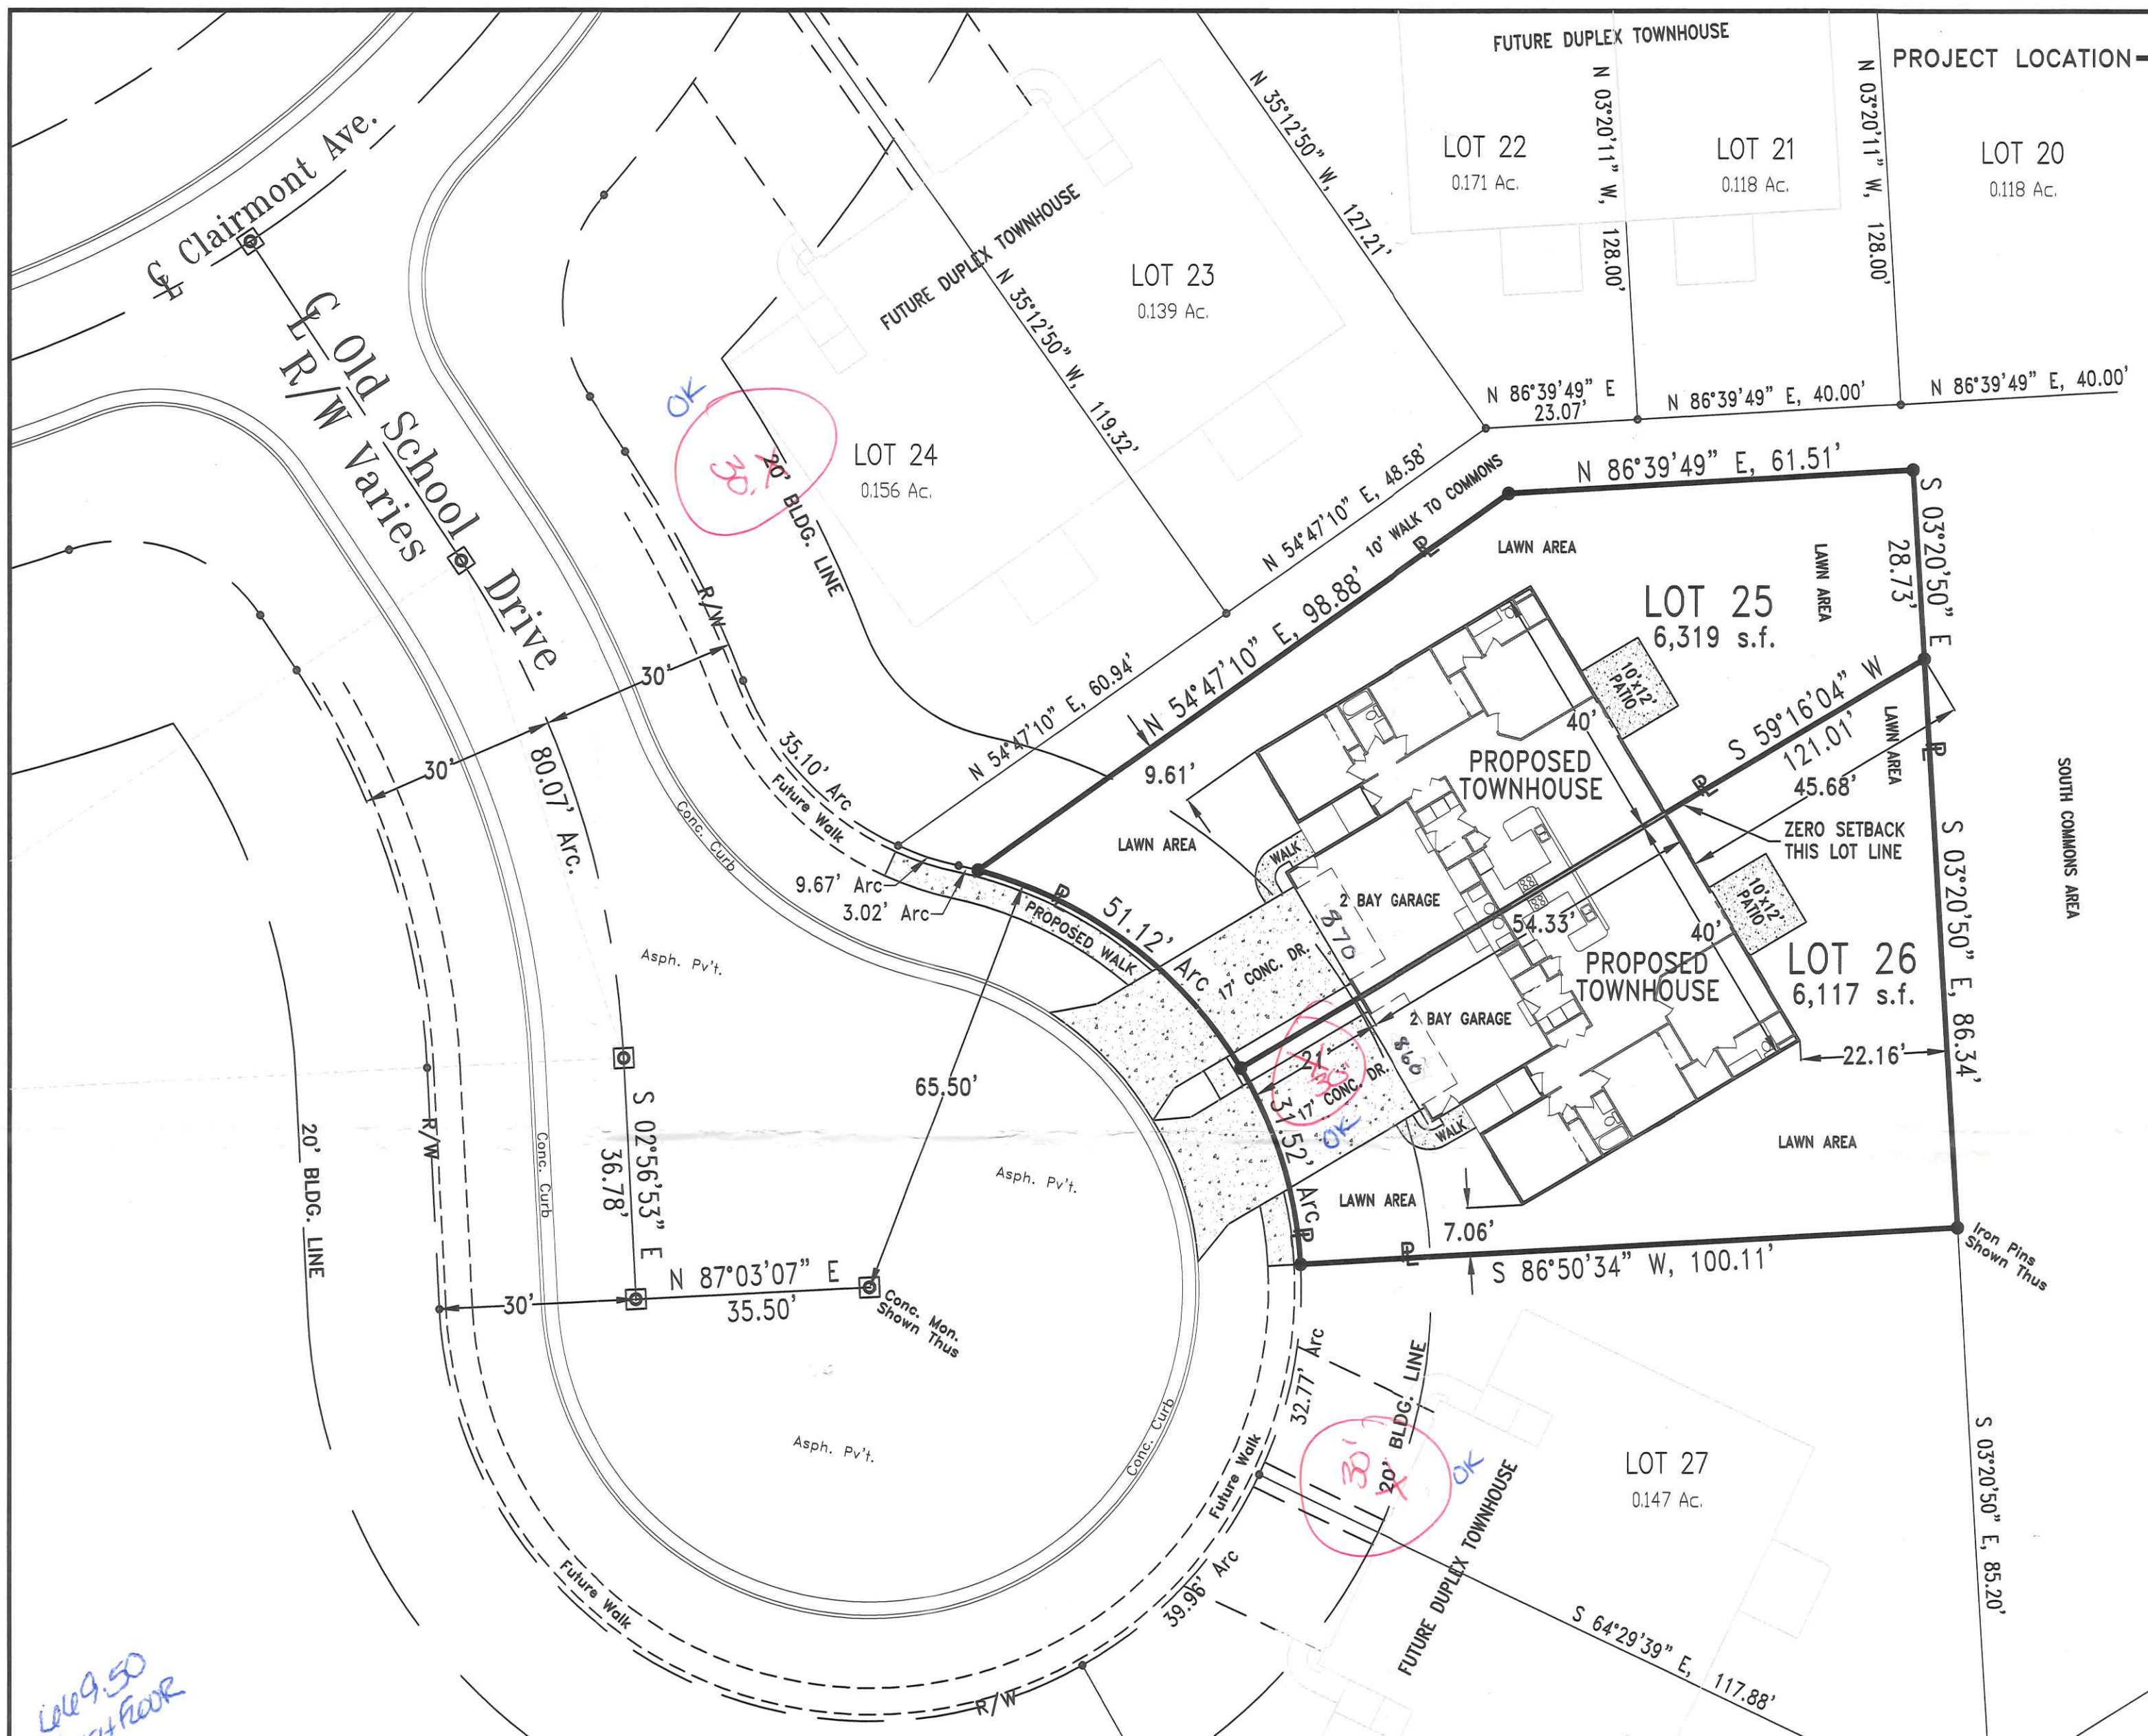 FUTURE DUPLEX TOWNHOUSE
PROJECT LOCATION
N 35°12'50" W, 127.21'
N 03°20'11" W, 128.00'
N 03°20'11" W, 128.00'
LOT 22
0.171 Ac.
LOT 21
0.118 Ac.
LOT 20
0.118 Ac.
℄ Clairmont Ave.
℄ Old School Drive
R/W Varies
FUTURE DUPLEX TOWNHOUSE
LOT 23
0.139 Ac.
N 35°12'50" W, 119.32'
N 86°39'49" E
23.07'
N 86°39'49" E, 40.00'
N 86°39'49" E, 40.00'
OK
30'
20' BLDG. LINE
LOT 24
0.156 Ac.
N 54°47'10" E, 48.58'
10' WALK TO COMMONS
N 86°39'49" E, 61.51'
S 03°20'50" E
28.73'
LAWN AREA
LAWN AREA
LOT 25
6,319 s.f.
R/W
30'
30'
80.07' Arc.
35.10' Arc
Future Walk
Conc. Curb
N 54°47'10" E, 60.94'
N 54°47'10" E, 98.88'
PL
9.61'
LAWN AREA
WALK
10'x12'
PATIO
40'
PROPOSED
TOWNHOUSE
S 59°16'04" W
121.01'
PL
LAWN AREA
PL
45.68'
ZERO SETBACK
THIS LOT LINE
SOUTH COMMONS AREA
9.67' Arc
3.02' Arc
PL
PROPOSED WALK
51.12' Arc
17' CONC. DR.
2 BAY GARAGE
870
54.33'
10'x12'
PATIO
40'
PROPOSED
TOWNHOUSE
LOT 26
6,117 s.f.
S 03°20'50" E, 86.34'
Asph. Pv't.
2 BAY GARAGE
860
21'
30'
17' CONC. DR.
OK
31.52' Arc
WALK
22.16'
LAWN AREA
65.50'
20' BLDG. LINE
R/W
Conc. Curb
S 02°56'53" E
36.78'
Asph. Pv't.
LAWN AREA
PL
PL
7.06'
S 86°50'34" W, 100.11'
Iron Pins
Shown Thus
30'
N 87°03'07" E
35.50'
Conc. Mon.
Shown Thus
32.77' Arc
BLDG. LINE
20'
30'
OK
Asph. Pv't.
Conc. Curb
Future Walk
LOT 27
0.147 Ac.
FUTURE DUPLEX TOWNHOUSE
S 03°20'50" E, 85.20'
Future Walk
39.96' Arc
S 64°29'39" E, 117.88'
R/W
FLOOR